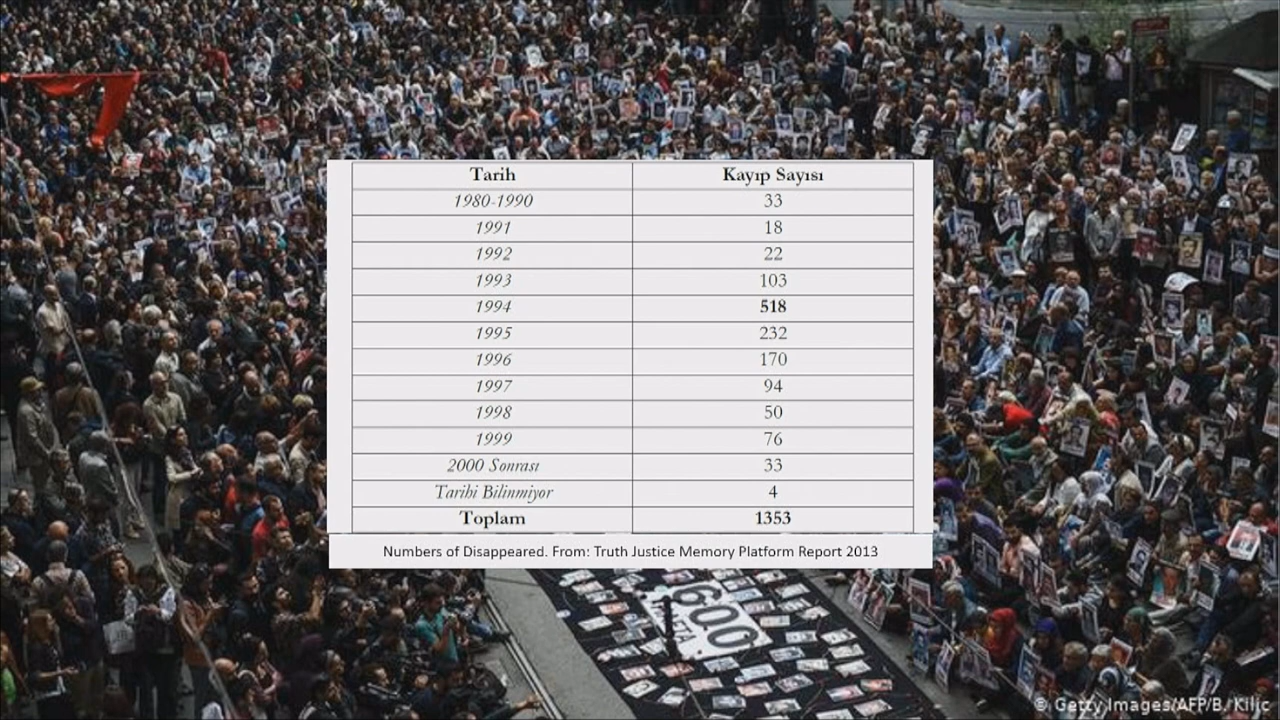 Tarih Kayıp Sayısı
1980-1990 33
1991 18
1992 22
1993 103
1994 518
1995 232
1996 170
1997 94
1998 50
1999 76
2000 Sonrası 33
Tarihi Bilinmiyor 4
Toplam 1353
Numbers of Disappeared. From: Truth Justice Memory Platform Report 2013
600
© Getty Images/AFP/B. Kilic